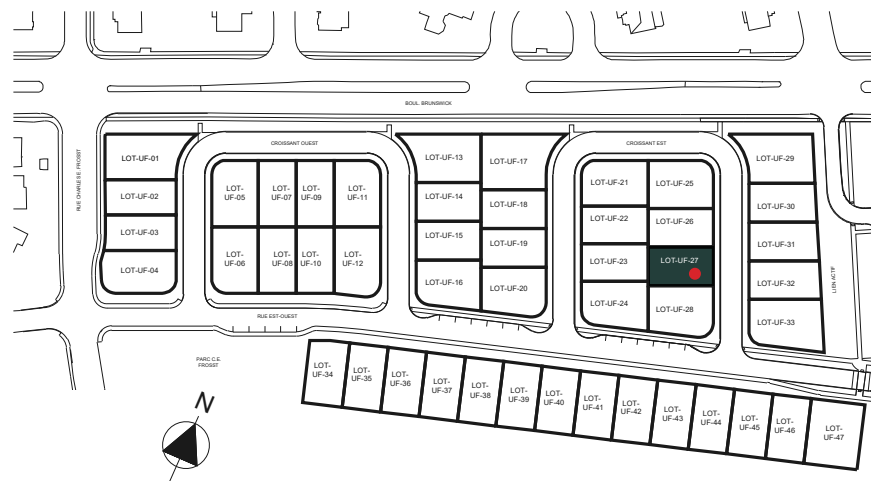 BOUL. BRUNSWICK
RUE CHARLES E. FROSST
CROISSANT OUEST
CROISSANT EST
LOT-UF-01
LOT-UF-02
LOT-UF-03
LOT-UF-04
LOT-
UF-05
LOT-
UF-07
LOT-
UF-09
LOT-
UF-11
LOT-
UF-06
LOT-
UF-08
LOT-
UF-10
LOT-
UF-12
LOT-UF-13
LOT-UF-14
LOT-UF-15
LOT-UF-16
LOT-UF-17
LOT-UF-18
LOT-UF-19
LOT-UF-20
LOT-UF-21
LOT-UF-22
LOT-UF-23
LOT-UF-24
LOT-UF-25
LOT-UF-26
LOT-UF-27
LOT-UF-28
LOT-UF-29
LOT-UF-30
LOT-UF-31
LOT-UF-32
LOT-UF-33
LIEN ACTIF
RUE EST-OUEST
PARC C.E.
FROSST
LOT-
UF-34
LOT-
UF-35
LOT-
UF-36
LOT-
UF-37
LOT-
UF-38
LOT-
UF-39
LOT-
UF-40
LOT-
UF-41
LOT-
UF-42
LOT-
UF-43
LOT-
UF-44
LOT-
UF-45
LOT-
UF-46
LOT-
UF-47
N